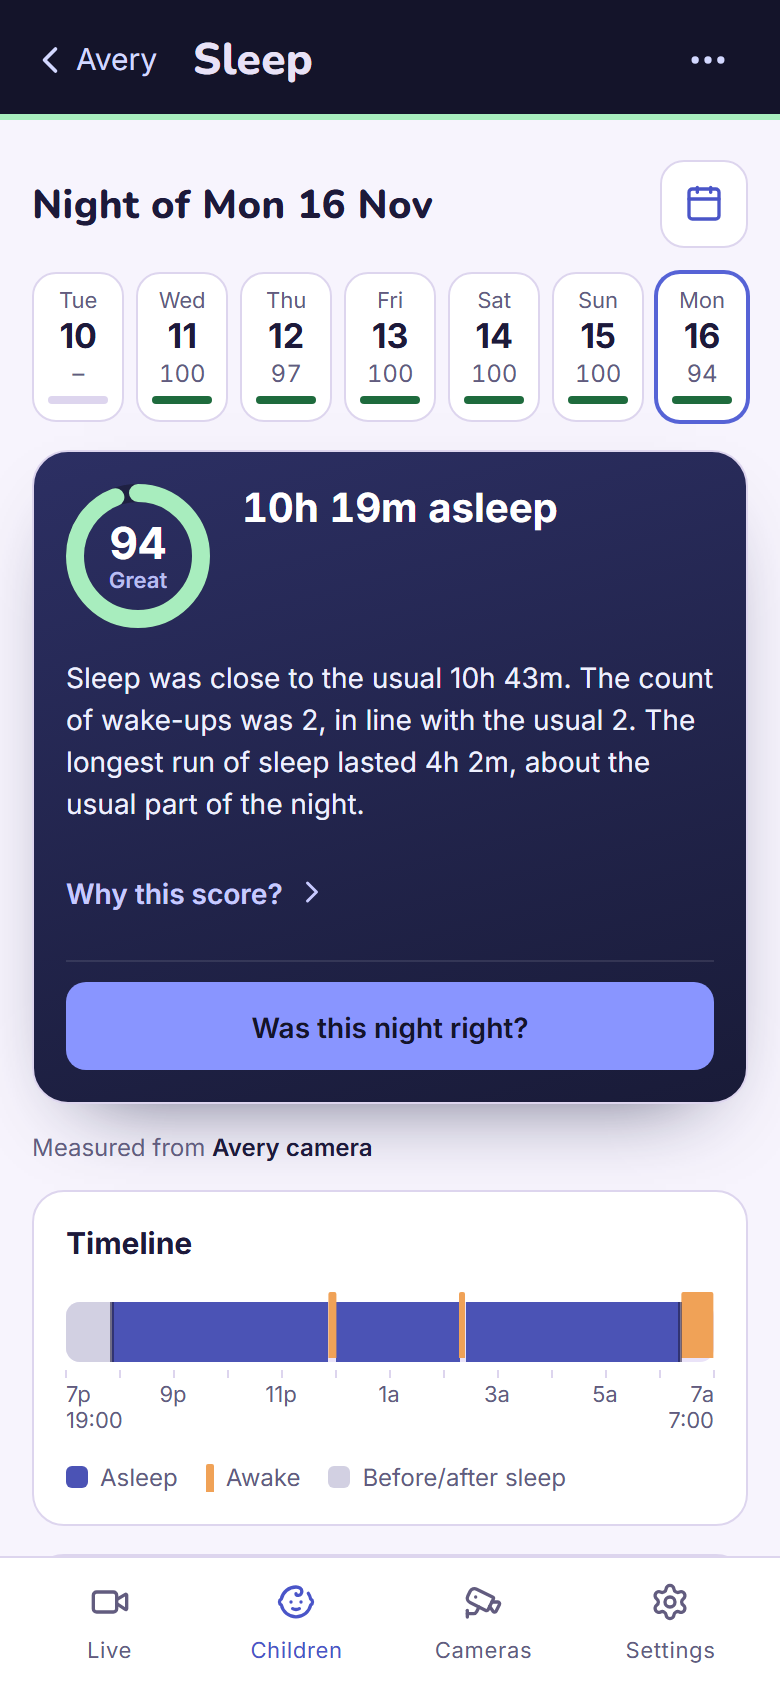 Avery Sleep
Night of Mon 16 Nov
Tue Wed Thu Fri Sat Sun Mon
10 11 12 13 14 15 16
– 100 97 100 100 100 94
94
Great
10h 19m asleep
Sleep was close to the usual 10h 43m. The count
of wake-ups was 2, in line with the usual 2. The
longest run of sleep lasted 4h 2m, about the
usual part of the night.
Why this score?
Was this night right?
Measured from Avery camera
Timeline
7p 9p 11p 1a 3a 5a 7a
19:00 7:00
Asleep Awake Before/after sleep
Live Children Cameras Settings